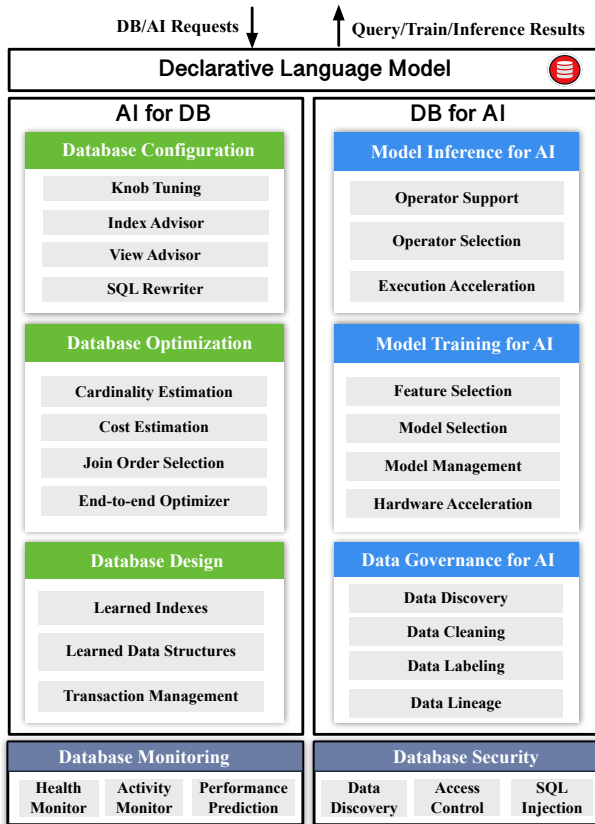 DB/AI Requests
Query/Train/Inference Results
Declarative Language Model
AI for DB
Database Configuration
Knob Tuning
Index Advisor
View Advisor
SQL Rewriter
Database Optimization
Cardinality Estimation
Cost Estimation
Join Order Selection
End-to-end Optimizer
Database Design
Learned Indexes
Learned Data Structures
Transaction Management
DB for AI
Model Inference for AI
Operator Support
Operator Selection
Execution Acceleration
Model Training for AI
Feature Selection
Model Selection
Model Management
Hardware Acceleration
Data Governance for AI
Data Discovery
Data Cleaning
Data Labeling
Data Lineage
Database Monitoring
Health
Monitor
Activity
Monitor
Performance
Prediction
Database Security
Data
Discovery
Access
Control
SQL
Injection